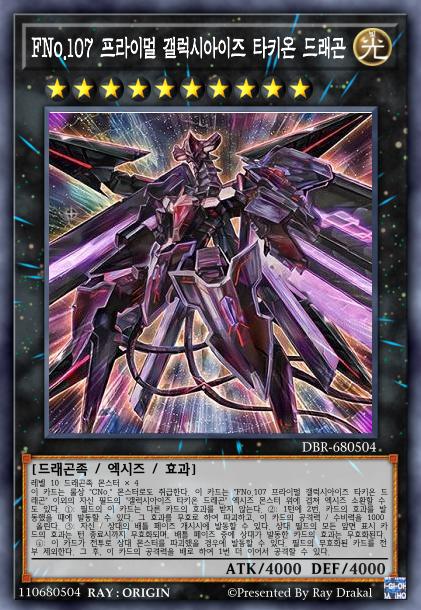 FNo.107 프라이멀 갤럭시아이즈 타키온 드래곤
光
DBR-680504
[드래곤족 / 엑시즈 / 효과]
레벨 10 드래곤족 몬스터 × 4
이 카드는 룰상 "CNo." 몬스터로도 취급한다. 이 카드는 "FNo.107 프라이멀 갤럭시아이즈 타키온 드
래곤" 이외의 자신 필드의 "갤럭시아이즈 타키온 드래곤" 엑시즈 몬스터 위에 겹쳐 엑시즈 소환할 수
도 있다. ①: 필드의 이 카드는 다른 카드의 효과를 받지 않는다. ②: 1턴에 2번, 카드의 효과를 발
동했을 때에 발동할 수 있다. 그 효과를 무효로 하여 파괴하고, 이 카드의 공격력 / 수비력을 1000
올린다. ③: 자신 / 상대의 배틀 페이즈 개시시에 발동할 수 있다. 상대 필드의 모든 앞면 표시 카
드의 효과는 턴 종료시까지 무효화되며, 배틀 페이즈 중에 상대가 발동한 카드의 효과는 무효화된다.
④: 이 카드가 전투로 상대 몬스터를 파괴했을 경우에 발동할 수 있다. 필드의 무효화된 카드를 전
부 제외한다. 그 후, 이 카드의 공격력을 배로 하여 1번 더 이어서 공격할 수 있다.
ATK/4000 DEF/4000
110680504 RAY : ORIGIN ©Presented By Ray Drakal